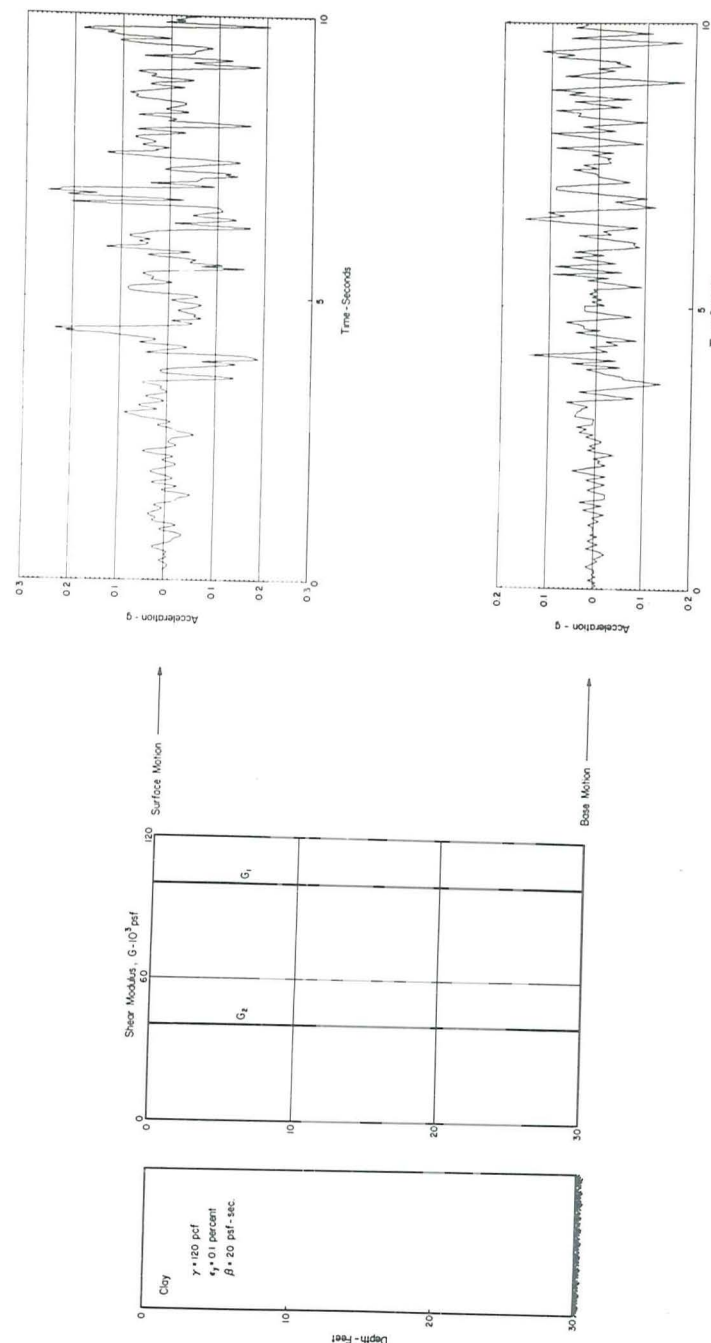 0.3
0.2
0.1
0
0.1
0.2
0.3
Acceleration - g
0
5
10
Time - Seconds
0.2
0.1
0
0.1
0.2
Acceleration - g
0
5
10
Surface Motion
Base Motion
Shear Modulus, G-10³ psf
0
60
120
G₁
G₂
0
10
20
30
Clay
γ = 120 pcf
εᵧ = 0.1 percent
β = 20 psf - sec.
0
10
20
30
Depth - Feet